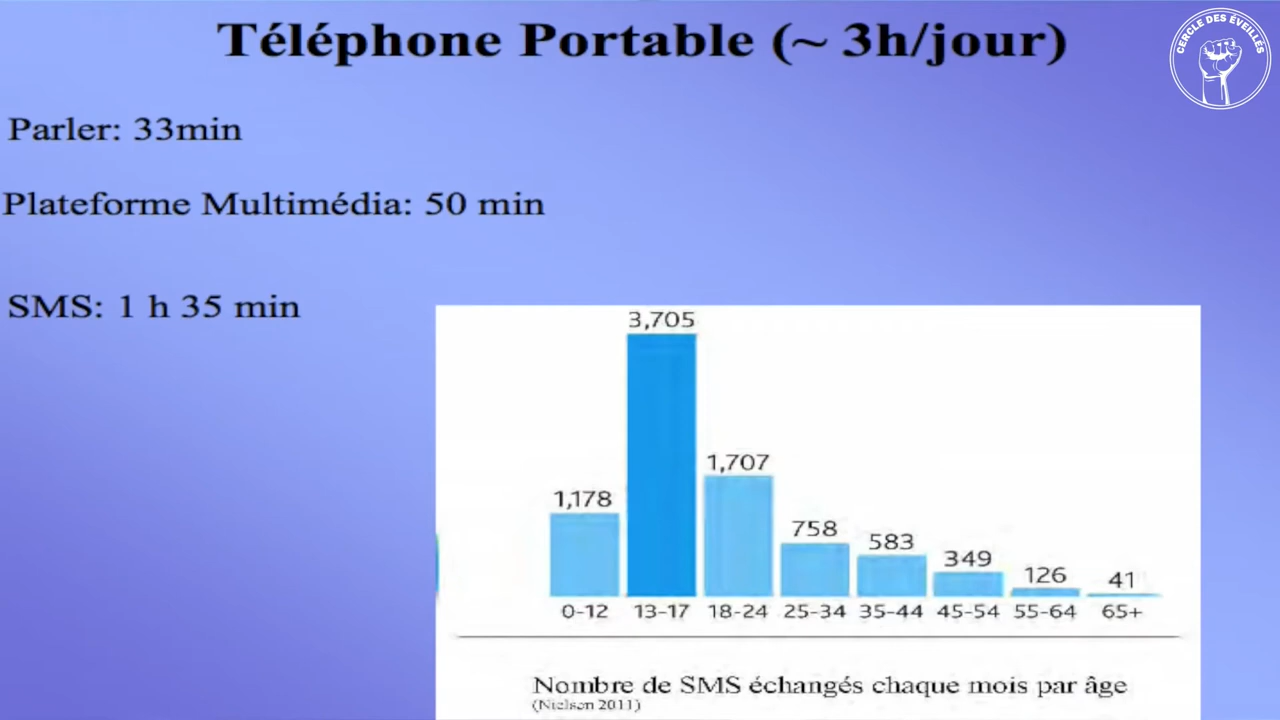 Téléphone Portable (~ 3h/jour)
CERCLE DES ÉVEILLÉS
Parler: 33min
Plateforme Multimédia: 50 min
SMS: 1 h 35 min
3,705
1,707
1,178
758
583
349
126
41
0-12 13-17 18-24 25-34 35-44 45-54 55-64 65+
Nombre de SMS échangés chaque mois par âge
(Nielsen 2011)